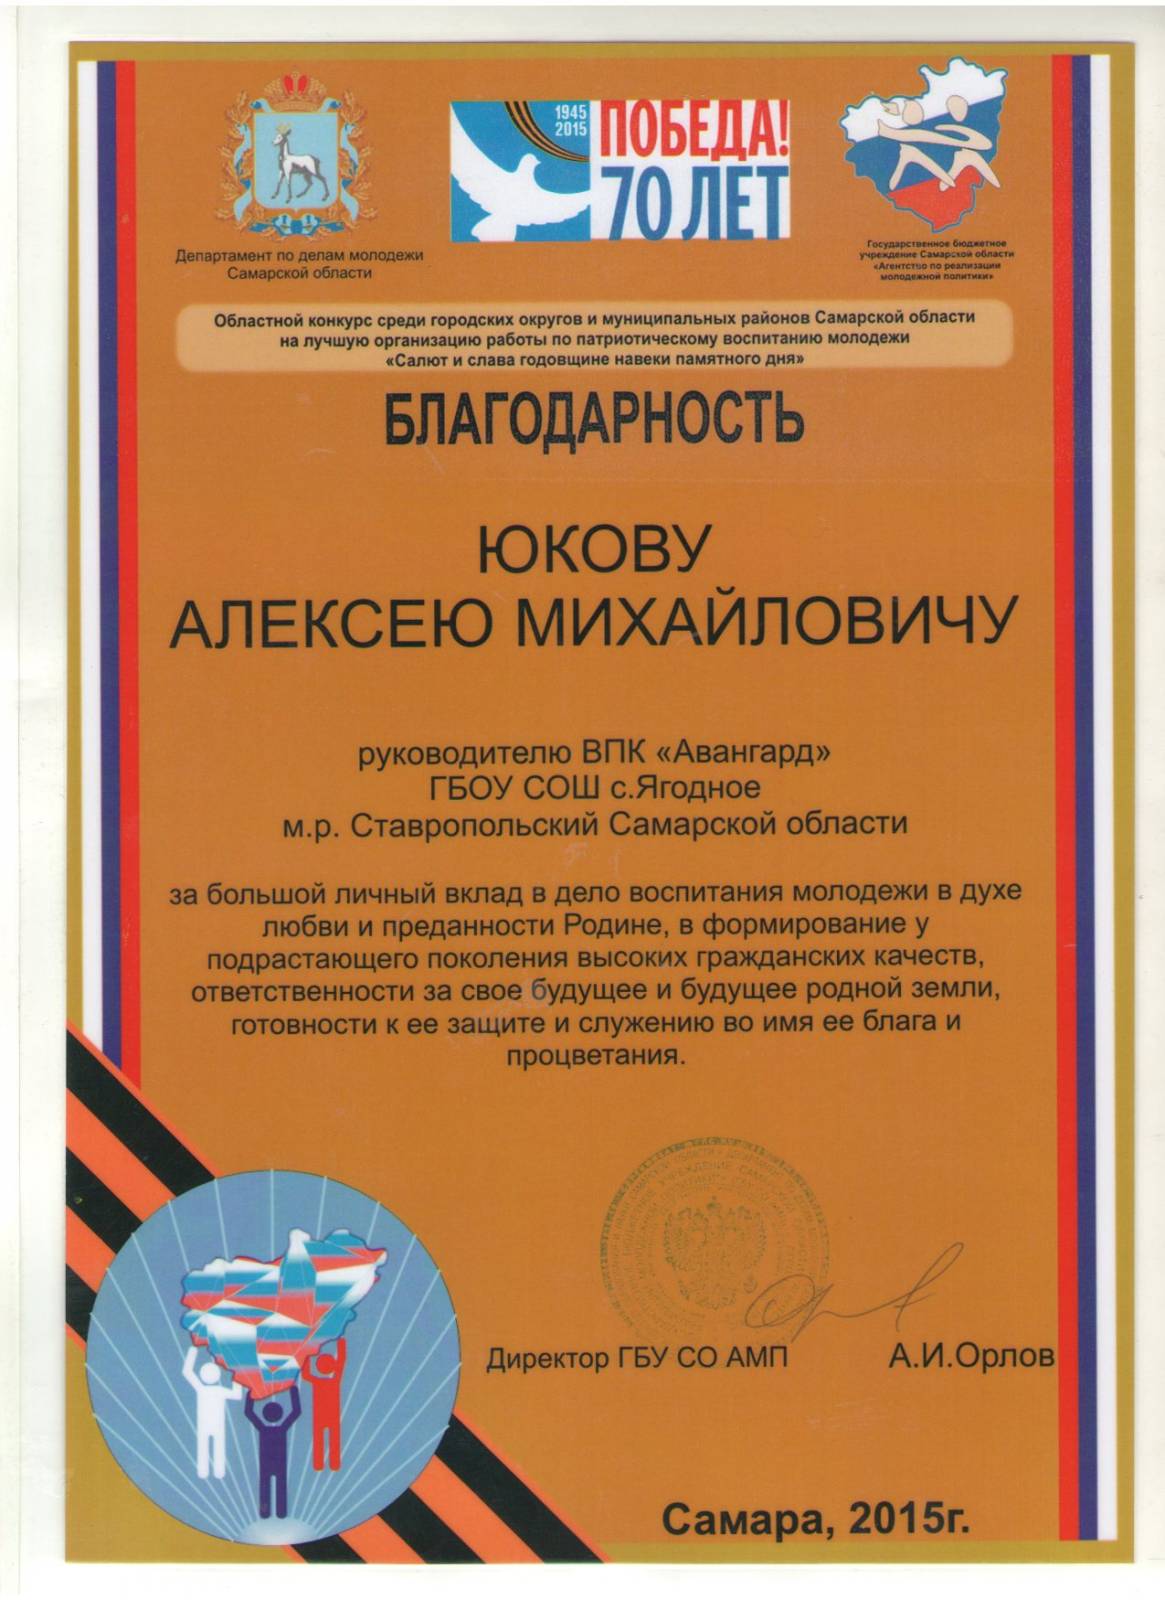 Департамент по делам молодежи
Самарской области
1945
2015
ПОБЕДА!
70 ЛЕТ
Государственное бюджетное
учреждение Самарской области
«Агентство по реализации
молодежной политики»
Областной конкурс среди городских округов и муниципальных районов Самарской области
на лучшую организацию работы по патриотическому воспитанию молодежи
«Салют и слава годовщине навеки памятного дня»
БЛАГОДАРНОСТЬ
ЮКОВУ
АЛЕКСЕЮ МИХАЙЛОВИЧУ
руководителю ВПК «Авангард»
ГБОУ СОШ с.Ягодное
м.р. Ставропольский Самарской области
за большой личный вклад в дело воспитания молодежи в духе
любви и преданности Родине, в формирование у
подрастающего поколения высоких гражданских качеств,
ответственности за свое будущее и будущее родной земли,
готовности к ее защите и служению во имя ее блага и
процветания.
Директор ГБУ СО АМП
А.И.Орлов
Самара, 2015г.